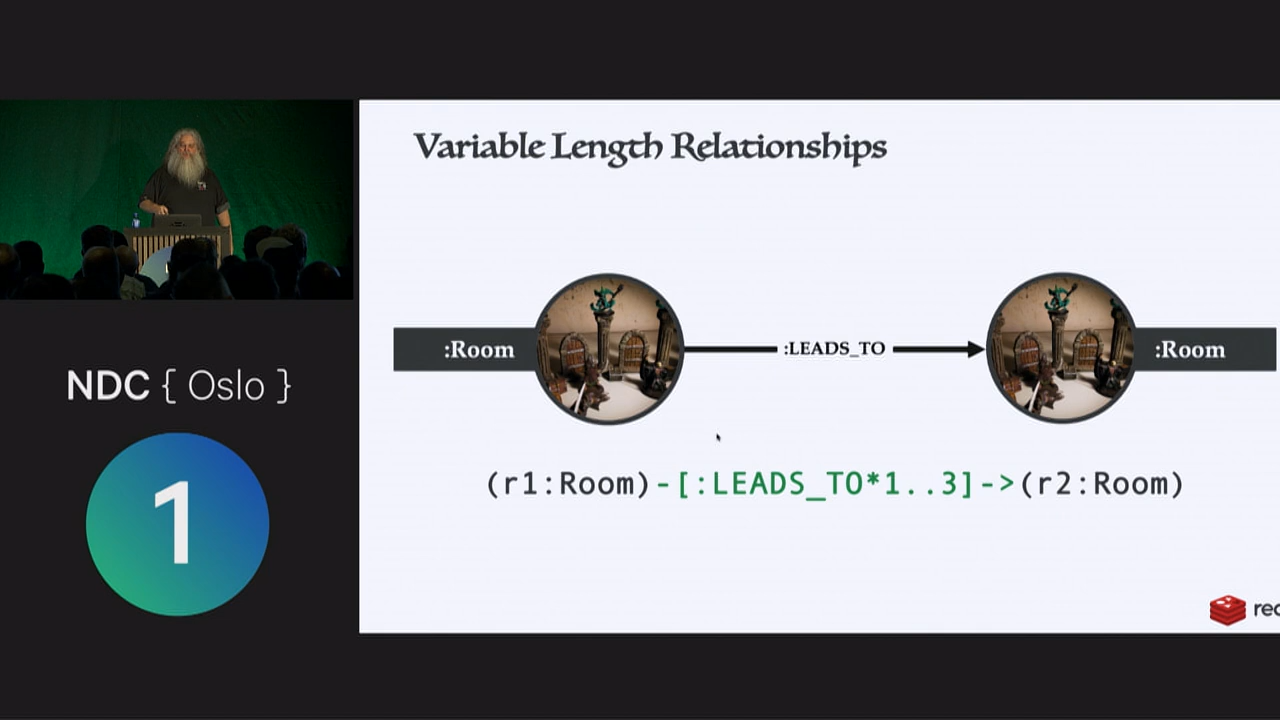 Variable Length Relationships
:Room
:LEADS_TO
:Room
(r1:Room)-[:LEADS_TO*1..3]->(r2:Room)
NDC { Oslo }
1